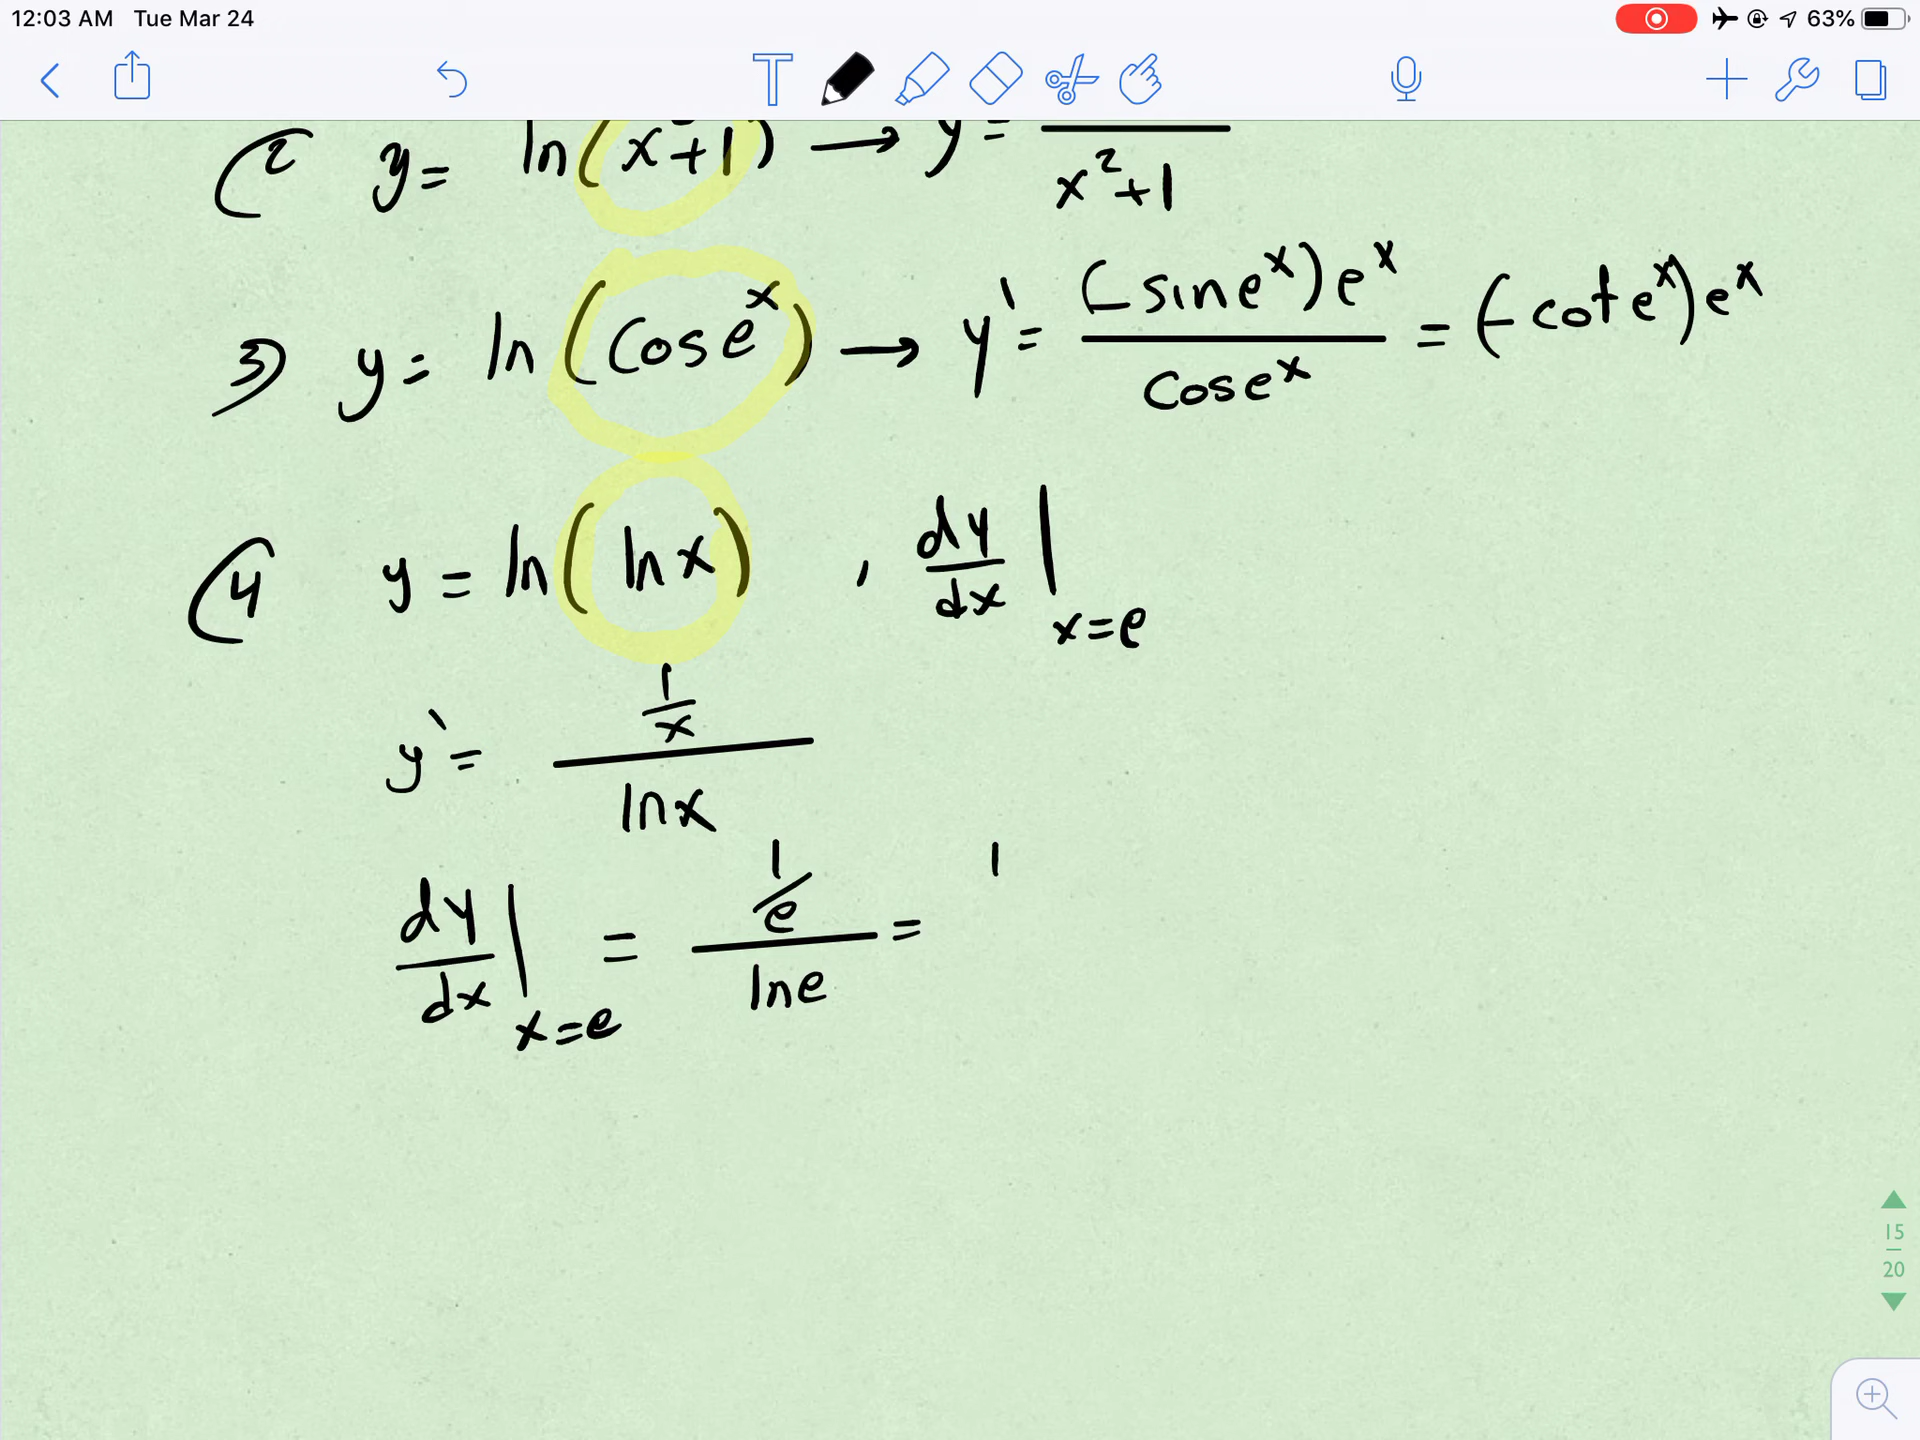 12:03 AM Tue Mar 24 63%
T
2 y = ln(x²+1) → y =
x²+1
3) y = ln(cos eˣ) → y' = (-sin eˣ) eˣ / cos eˣ = (-cot eˣ) eˣ
4 y = ln(ln x) , dy/dx | x=e
y' = 1/x / ln x
dy/dx | x=e = 1/e / ln e = 1
15
20